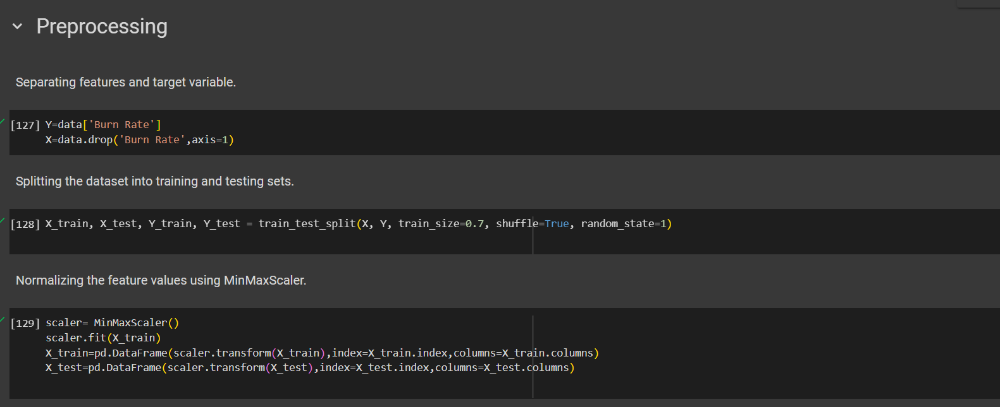 Preprocessing
Separating features and target variable.
[127] Y=data['Burn Rate']
X=data.drop('Burn Rate',axis=1)
Splitting the dataset into training and testing sets.
[128] X_train, X_test, Y_train, Y_test = train_test_split(X, Y, train_size=0.7, shuffle=True, random_state=1)
Normalizing the feature values using MinMaxScaler.
[129] scaler= MinMaxScaler()
scaler.fit(X_train)
X_train=pd.DataFrame(scaler.transform(X_train),index=X_train.index,columns=X_train.columns)
X_test=pd.DataFrame(scaler.transform(X_test),index=X_test.index,columns=X_test.columns)